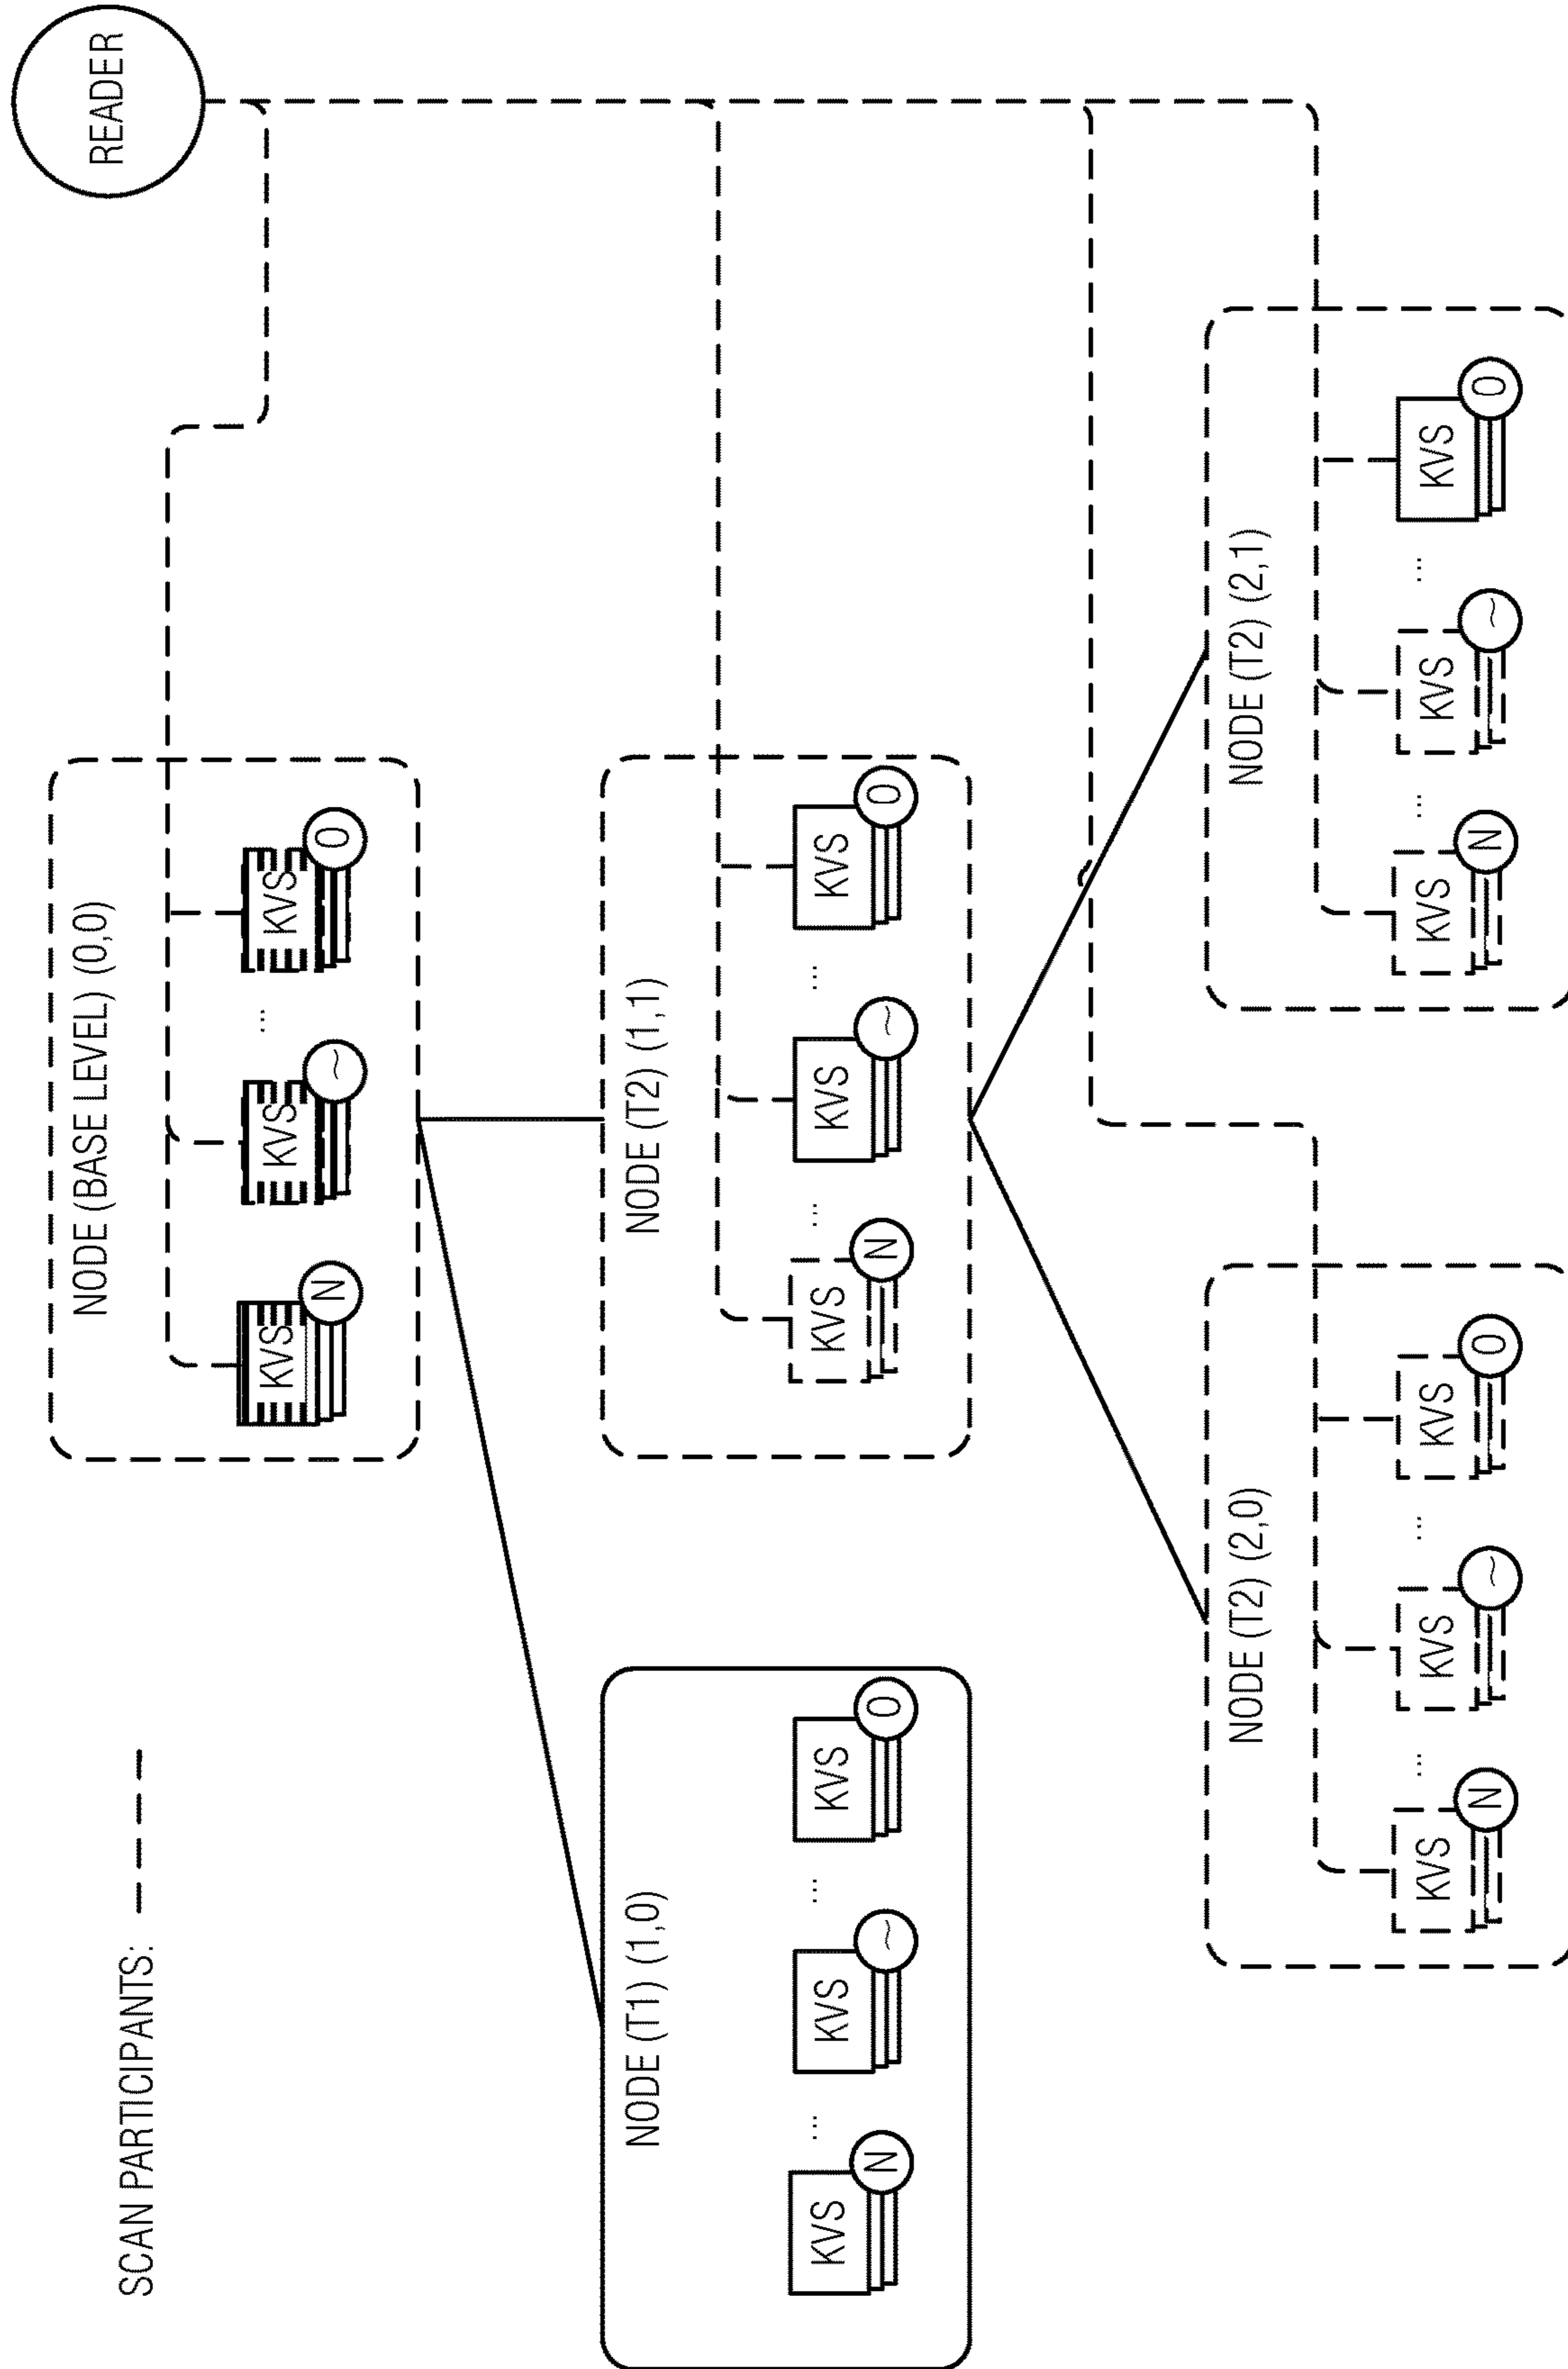 SCAN PARTICIPANTS:
READER
NODE (BASE LEVEL) (0,0)
KVS KVS ... KVS
N ~ 0
NODE (T1) (1,0)
KVS ... KVS ... KVS
N ~ 0
NODE (T2) (1,1)
KVS ... KVS ... KVS
N ~ 0
NODE (T2) (2,0)
KVS ... KVS ... KVS
N ~ 0
NODE (T2) (2,1)
KVS ... KVS ... KVS
N ~ 0